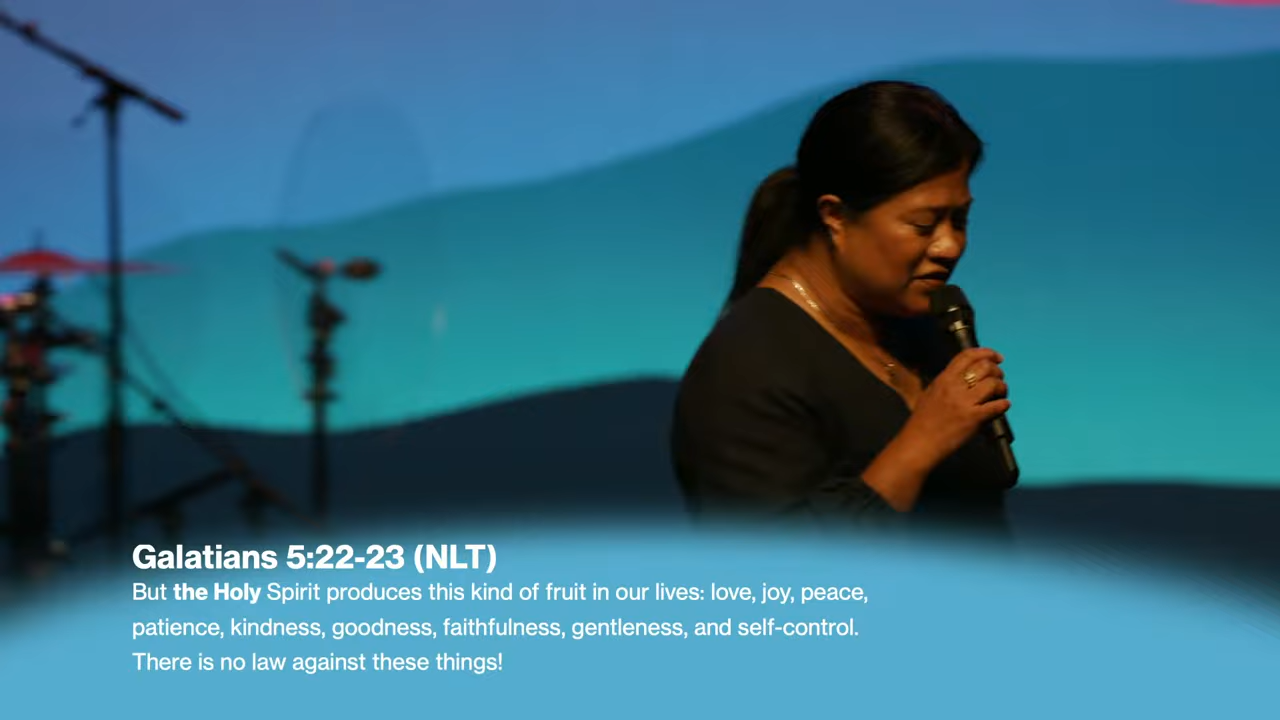 Galatians 5:22-23 (NLT)
But the Holy Spirit produces this kind of fruit in our lives: love, joy, peace,
patience, kindness, goodness, faithfulness, gentleness, and self-control.
There is no law against these things!